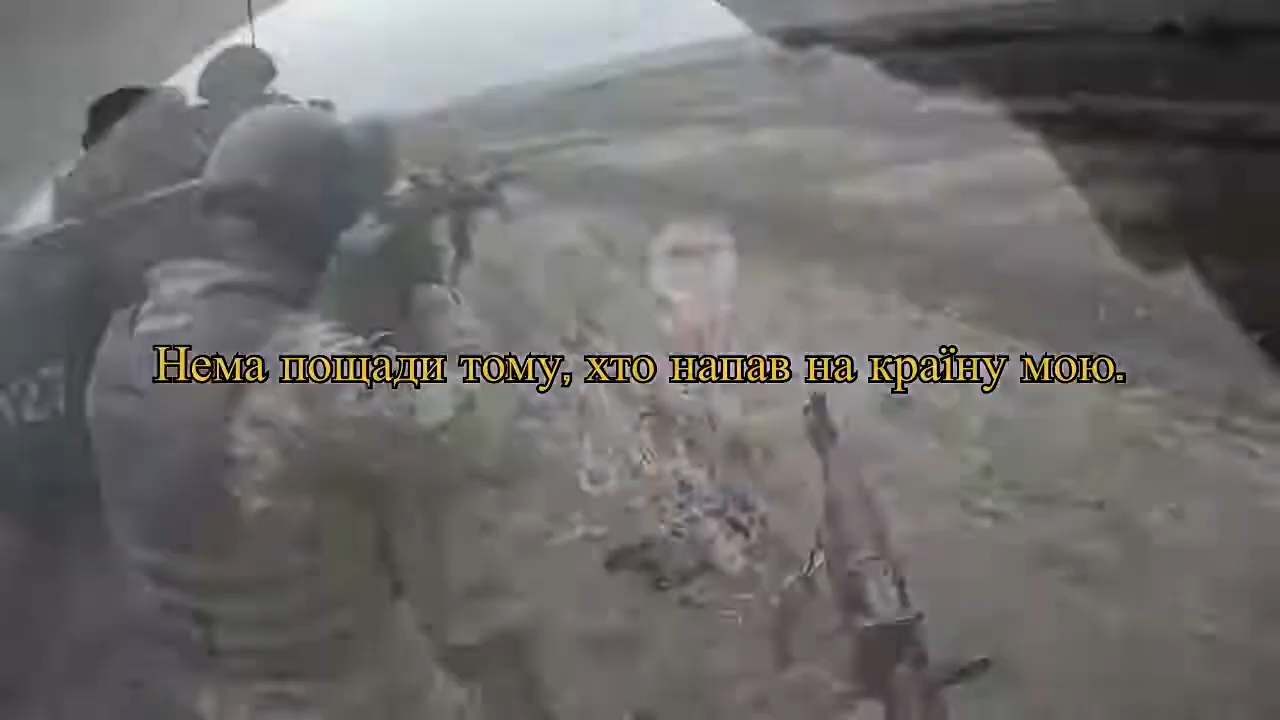 Нема пощади тому, хто напав на країну мою.